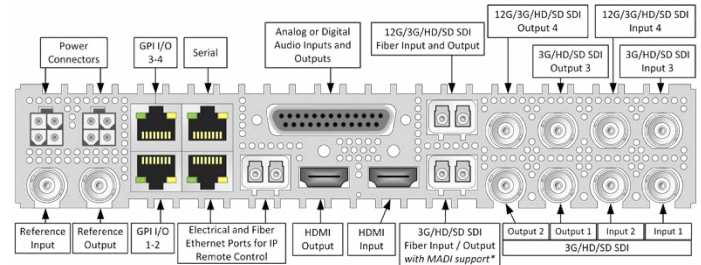 Power
Connectors
GPI I/O
3-4
Serial
Analog or Digital
Audio Inputs and
Outputs
12G/3G/HD/SD SDI
Fiber Input and Output
12G/3G/HD/SD SDI
Output 4
12G/3G/HD/SD SDI
Input 4
3G/HD/SD SDI
Output 3
3G/HD/SD SDI
Input 3
Reference
Input
Reference
Output
GPI I/O
1-2
Electrical and Fiber
Ethernet Ports for IP
Remote Control
HDMI
Output
HDMI
Input
3G/HD/SD SDI
Fiber Input / Output
with MADI support*
Output 2
Output 1
Input 2
Input 1
3G/HD/SD SDI